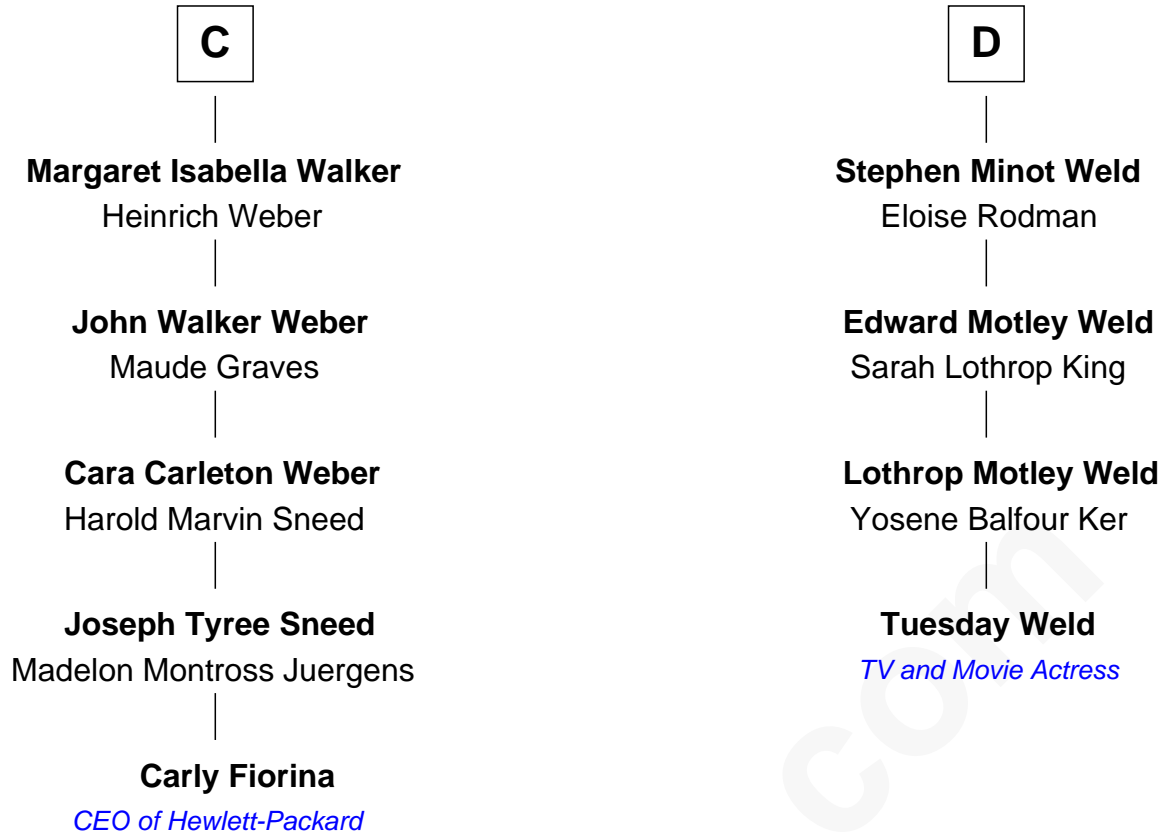 C
Margaret Isabella Walker
Heinrich Weber
John Walker Weber
Maude Graves
Cara Carleton Weber
Harold Marvin Sneed
Joseph Tyree Sneed
Madelon Montross Juergens
Carly Fiorina
CEO of Hewlett-Packard
D
Stephen Minot Weld
Eloise Rodman
Edward Motley Weld
Sarah Lothrop King
Lothrop Motley Weld
Yosene Balfour Ker
Tuesday Weld
TV and Movie Actress
com